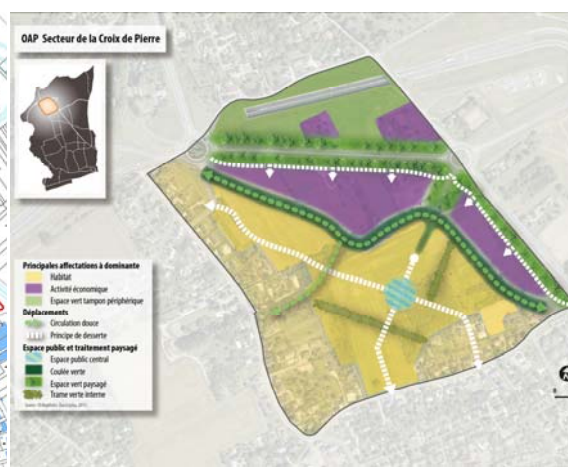 OAP Secteur de la Croix de Pierre
Principales affectations à dominante
Habitat
Activité économique
Espace vert tampon périphérique
Déplacements
Circulation douce
Principe de desserte
Espace public et traitement paysagé
Espace public central
Coulée verte
Espace vert paysagé
Trame verte interne